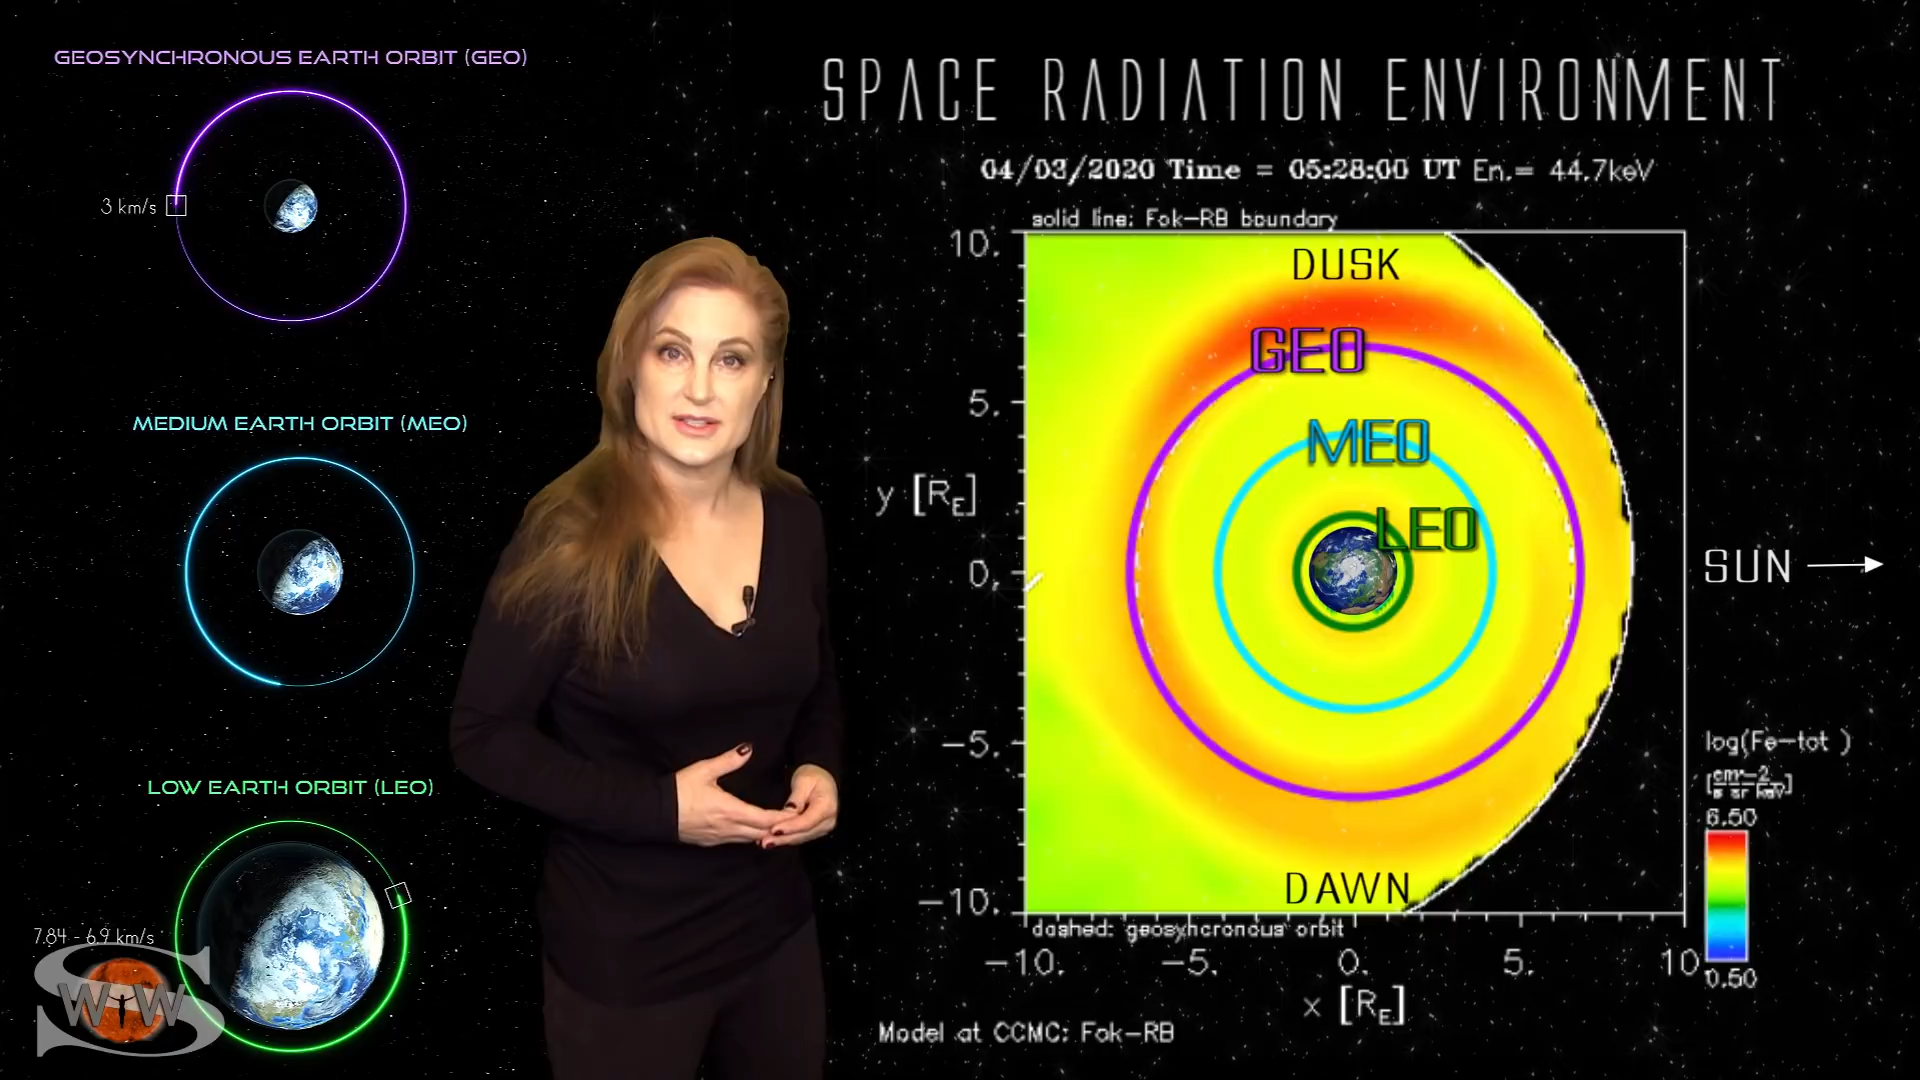 GEOSYNCHRONOUS EARTH ORBIT (GEO)
3 km/s
MEDIUM EARTH ORBIT (MEO)
LOW EARTH ORBIT (LEO)
7.84 - 6.9 km/s
WTW
SPACE RADIATION ENVIRONMENT
04/03/2020 Time = 05:28:00 UT En.= 44.7keV
solid line: Fok-RB boundary
10.
5.
0.
-5.
-10.
y [RE]
DUSK
GEO
MEO
LEO
DAWN
SUN
dashed: geosyhcronous orbit
-10.
-5.
0.
5.
10
x [RE]
log(Fe-tot )
6.50
0.50
Model at CCMC: Fok-RB